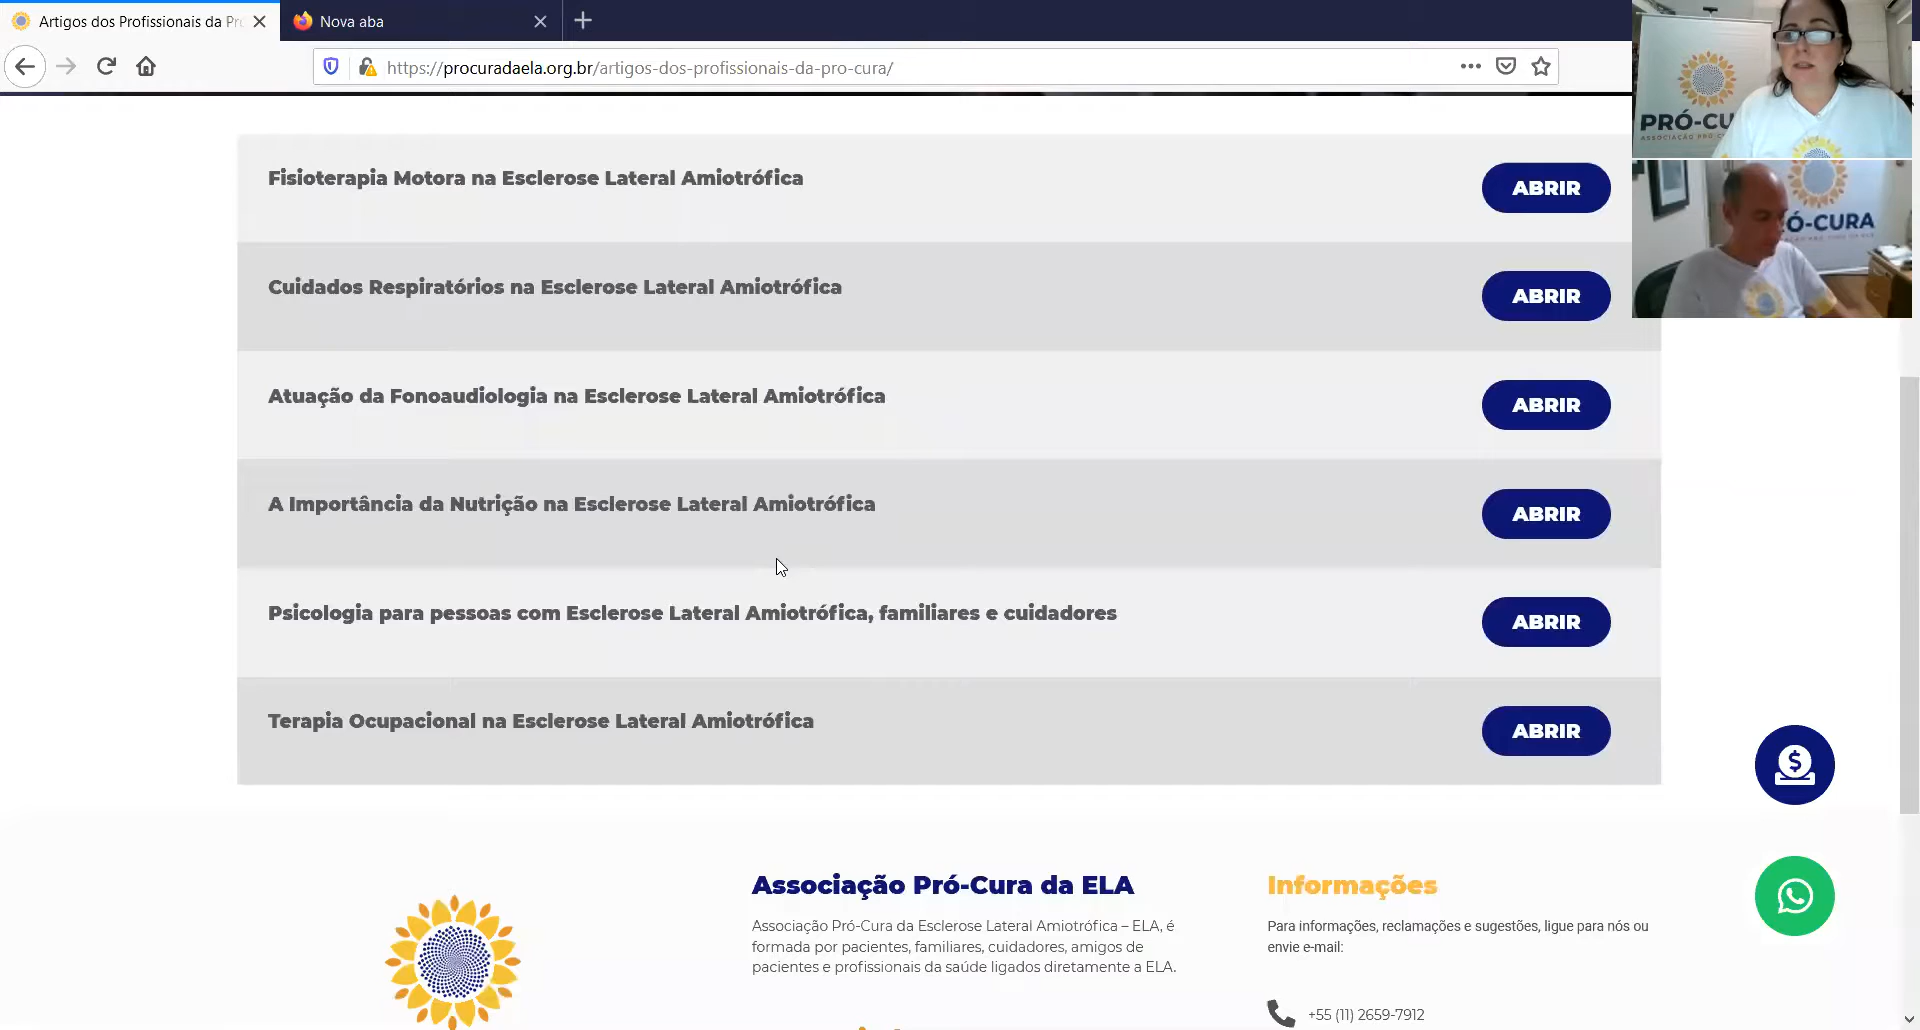 Artigos dos Profissionais da Pr
Nova aba
https://procuradaela.org.br/artigos-dos-profissionais-da-pro-cura/
PRÓ-CU
Ó-CURA
Fisioterapia Motora na Esclerose Lateral Amiotrófica
ABRIR
Cuidados Respiratórios na Esclerose Lateral Amiotrófica
ABRIR
Atuação da Fonoaudiologia na Esclerose Lateral Amiotrófica
ABRIR
A Importância da Nutrição na Esclerose Lateral Amiotrófica
ABRIR
Psicologia para pessoas com Esclerose Lateral Amiotrófica, familiares e cuidadores
ABRIR
Terapia Ocupacional na Esclerose Lateral Amiotrófica
ABRIR
Associação Pró-Cura da ELA
Associação Pró-Cura da Esclerose Lateral Amiotrófica – ELA, é
formada por pacientes, familiares, cuidadores, amigos de
pacientes e profissionais da saúde ligados diretamente a ELA.
Informações
Para informações, reclamações e sugestões, ligue para nós ou
envie e-mail:
+55 (11) 2659-7912